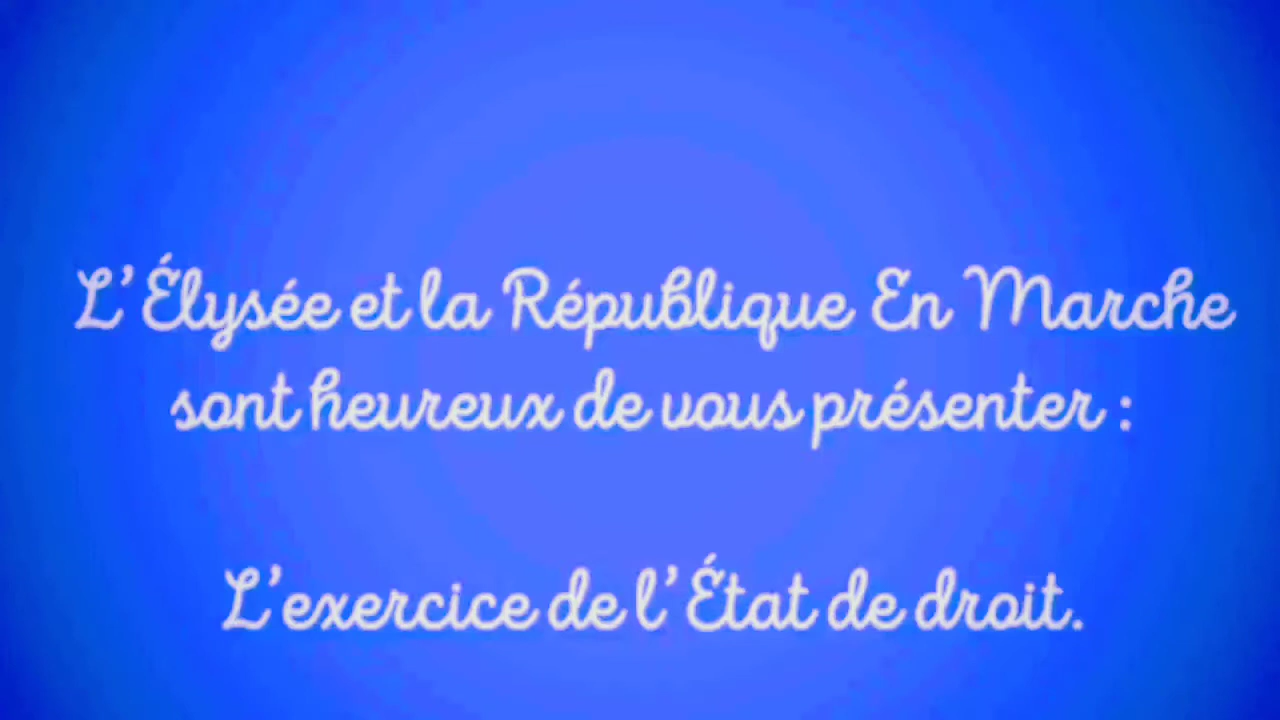 L'Élysée et la République En Marche
sont heureux de vous présenter :
L'exercice de l'État de droit.